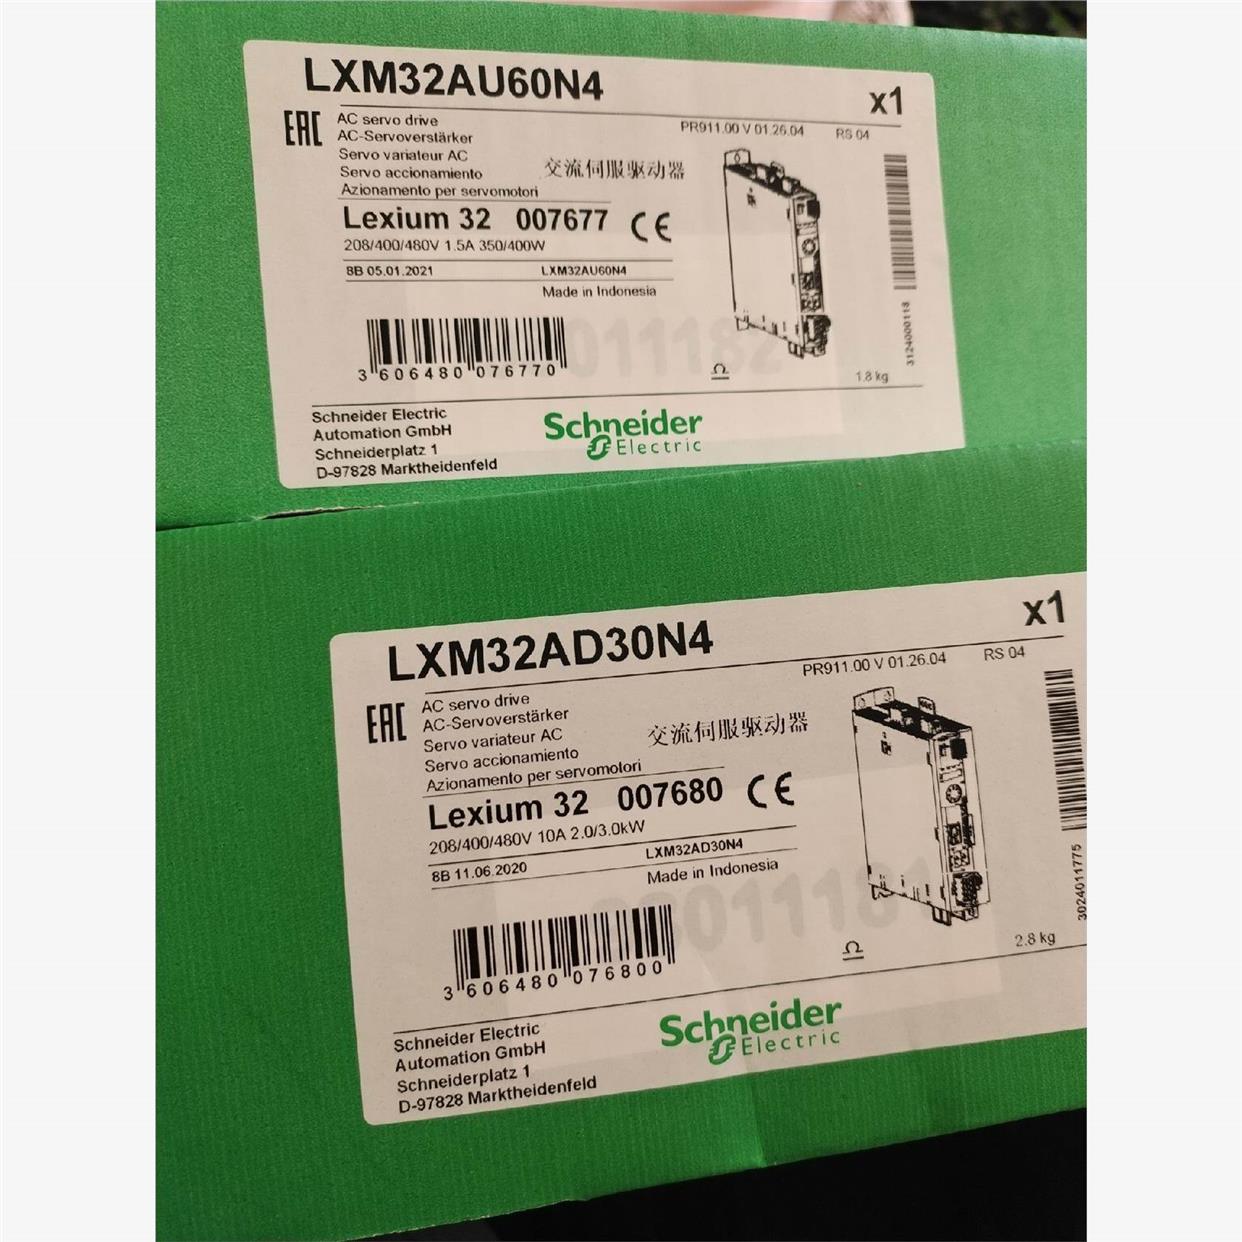 LXM32AU60N4
x1
EAC
AC servo drive
AC-Servoverstärker
Servo variateur AC
Servo accionamiento
Azionamento per servomotori
交流伺服驱动器
PR911.00 V 01.26.04 RS 04
Lexium 32 007677 CE
208/400/480V 1.5A 350/400W
8B 05.01.2021 LXM32AU60N4
Made in Indonesia
3124000118
3 606480 076770
1.8 kg
Schneider Electric
Automation GmbH
Schneiderplatz 1
D-97828 Marktheidenfeld
Schneider
Electric
LXM32AD30N4
x1
EAC
AC servo drive
AC-Servoverstärker
Servo variateur AC
Servo accionamiento
Azionamento per servomotori
交流伺服驱动器
PR911.00 V 01.26.04 RS 04
Lexium 32 007680 CE
208/400/480V 10A 2.0/3.0kW
8B 11.06.2020 LXM32AD30N4
Made in Indonesia
3024011775
3 606480 076800
2.8 kg
Schneider Electric
Automation GmbH
Schneiderplatz 1
D-97828 Marktheidenfeld
Schneider
Electric